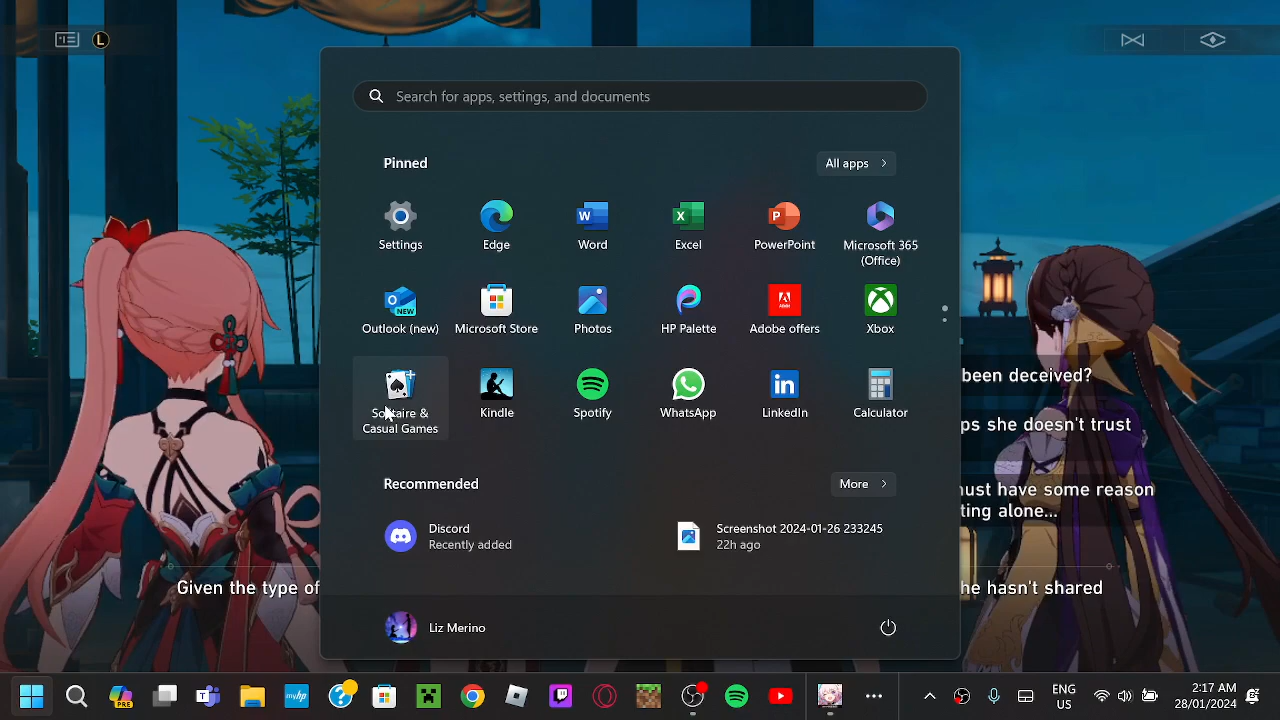 L
Search for apps, settings, and documents
Pinned
All apps
Settings
Edge
Word
Excel
PowerPoint
Microsoft 365
(Office)
Outlook (new)
Microsoft Store
Photos
HP Palette
Adobe offers
Xbox
Solitaire &
Casual Games
Kindle
Spotify
WhatsApp
LinkedIn
Calculator
been deceived?
ps she doesn't trust
must have some reason
ting alone...
Recommended
More
Discord
Recently added
Screenshot 2024-01-26 233245
22h ago
Given the type of
he hasn't shared
Liz Merino
PRE
myhp
ENG
US
2:17 AM
28/01/2024